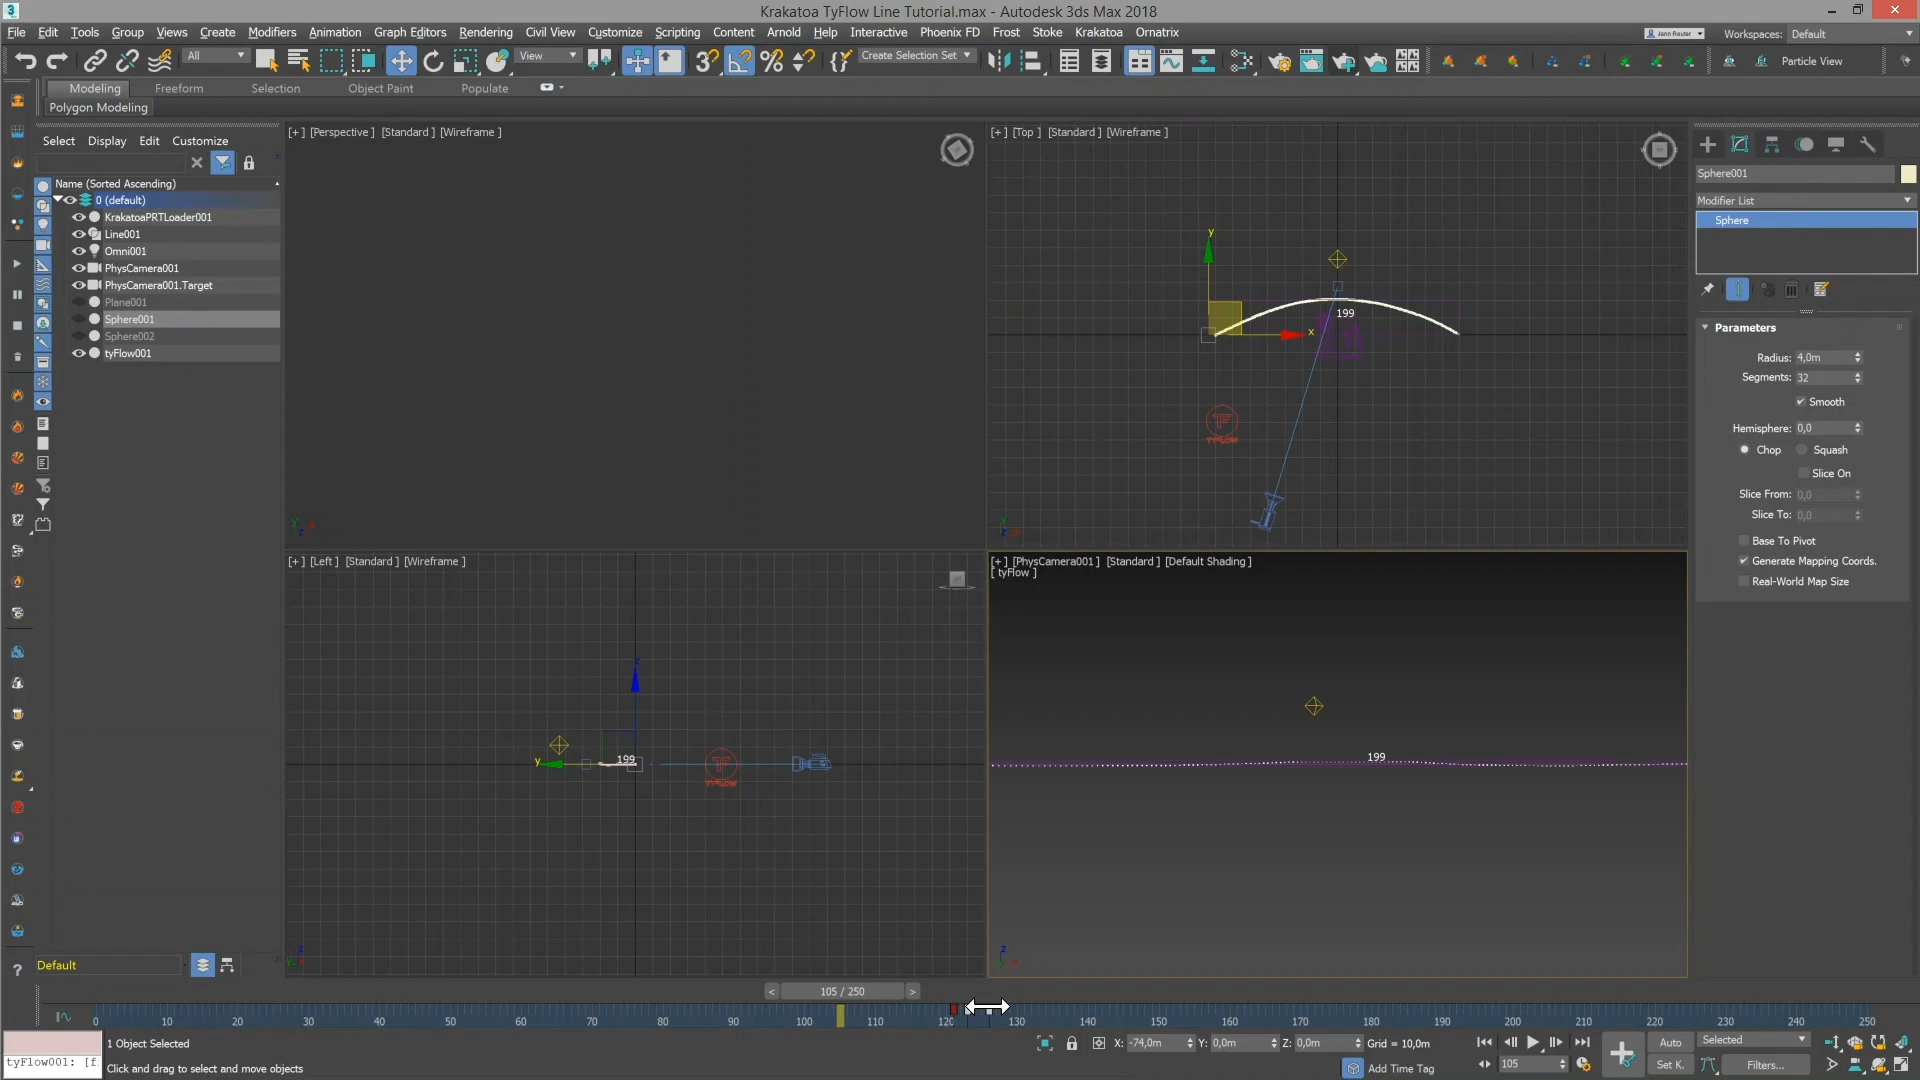 Krakatoa TyFlow Line Tutorial.max - Autodesk 3ds Max 2018
File Edit Tools Group Views Create Modifiers Animation Graph Editors Rendering Civil View Customize Scripting Content Arnold Help Interactive Phoenix FD Frost Stoke Krakatoa Ornatrix Jann Reuter Workspaces: Default
All View Create Selection Set Particle View
Modeling Freeform Selection Object Paint Populate
Polygon Modeling
Select Display Edit Customize
Name (Sorted Ascending)
0 (default)
KrakatoaPRTLoader001
Line001
Omni001
PhysCamera001
PhysCamera001.Target
Plane001
Sphere001
Sphere002
tyFlow001
Default
[+] [Perspective] [Standard] [Wireframe]
[+] [Top] [Standard] [Wireframe]
y
x
199
TYFLOW
[+] [Left] [Standard] [Wireframe]
z
y
199
TYFLOW
[+] [PhysCamera001] [Standard] [Default Shading]
[tyFlow]
199
Sphere001
Modifier List
Sphere
Parameters
Radius: 4,0m
Segments: 32
Smooth
Hemisphere: 0,0
Chop Squash
Slice On
Slice From: 0,0
Slice To: 0,0
Base To Pivot
Generate Mapping Coords.
Real-World Map Size
< 105 / 250 >
0 10 20 30 40 50 60 70 80 90 100 110 120 130 140 150 160 170 180 190 200 210 220 230 240 250
1 Object Selected
X: -74,0m Y: 0,0m Z: 0,0m Grid = 10,0m
Auto Selected
tyFlow001: [f
Click and drag to select and move objects
Add Time Tag
105
Set K. Filters...